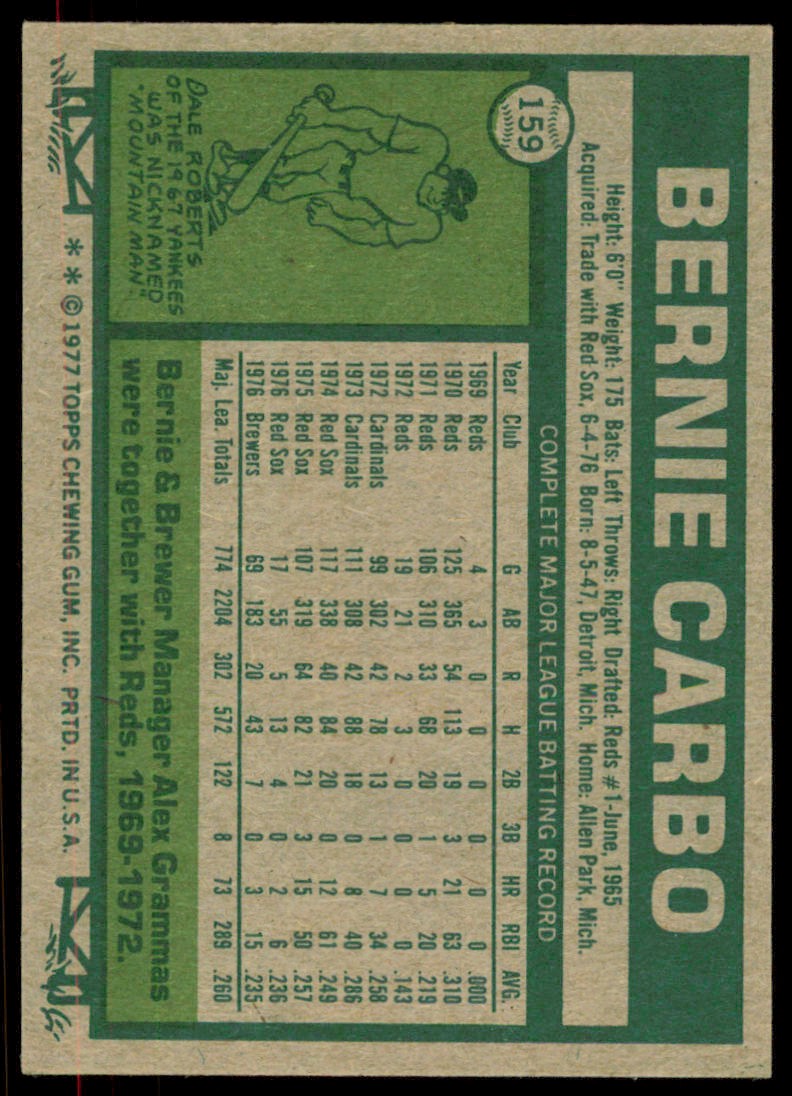 159
BERNIE CARBO
Height: 6'0" Weight: 175 Bats: Left Throws: Right Drafted: Reds #1-June, 1965
Acquired: Trade with Red Sox, 6-4-76 Born: 8-5-47, Detroit, Mich. Home: Allen Park, Mich.
COMPLETE MAJOR LEAGUE BATTING RECORD
Year Club G AB R H 2B 3B HR RBI AVG.
1969 Reds 4 3 0 0 0 0 0 0 .000
1970 Reds 125 365 54 113 19 3 21 63 .310
1971 Reds 106 310 33 68 20 1 5 20 .219
1972 Reds 19 21 2 3 0 0 0 0 .143
1972 Cardinals 99 302 42 78 13 1 7 34 .258
1973 Cardinals 111 308 42 88 18 0 8 40 .286
1974 Red Sox 117 338 40 84 20 0 12 61 .249
1975 Red Sox 107 319 64 82 21 3 15 50 .257
1976 Red Sox 17 55 5 13 4 0 2 6 .236
1976 Brewers 69 183 20 43 7 0 3 15 .235
Maj. Lea. Totals 774 2204 302 572 122 8 73 289 .260
DALE ROBERTS
OF THE 1967 YANKEES
WAS NICKNAMED
"MOUNTAIN MAN."
Bernie & Brewer Manager Alex Grammas
were together with Reds, 1969-1972.
* * © 1977 TOPPS CHEWING GUM, INC. PRTD. IN U.S.A.